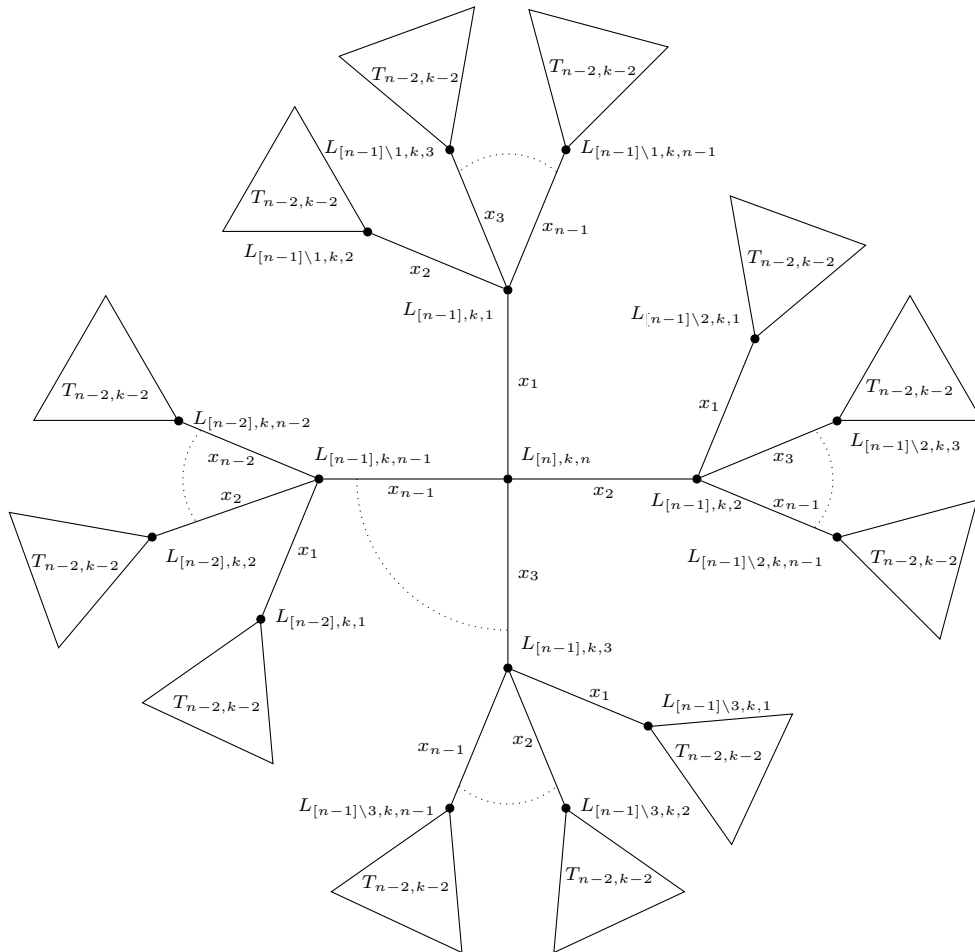 $T_{n-2,k-2}$ $T_{n-2,k-2}$
$L_{[n-1]\setminus 1,k,3}$ $L_{[n-1]\setminus 1,k,n-1}$
$T_{n-2,k-2}$ $x_3$ $x_{n-1}$
$L_{[n-1]\setminus 1,k,2}$ $x_2$ $T_{n-2,k-2}$
$L_{[n-1],k,1}$ $L_{[n-1]\setminus 2,k,1}$
$T_{n-2,k-2}$ $x_1$ $x_1$ $T_{n-2,k-2}$
$L_{[n-2],k,n-2}$ $L_{[n-1]\setminus 2,k,3}$
$x_{n-2}$ $L_{[n-1],k,n-1}$ $L_{[n],k,n}$ $x_3$
$x_2$ $x_{n-1}$ $x_2$ $L_{[n-1],k,2}$ $x_{n-1}$
$T_{n-2,k-2}$ $L_{[n-2],k,2}$ $x_1$ $L_{[n-1]\setminus 2,k,n-1}$ $T_{n-2,k-2}$
$x_3$
$L_{[n-2],k,1}$
$L_{[n-1],k,3}$
$T_{n-2,k-2}$ $x_1$ $L_{[n-1]\setminus 3,k,1}$
$x_{n-1}$ $x_2$ $T_{n-2,k-2}$
$L_{[n-1]\setminus 3,k,n-1}$ $L_{[n-1]\setminus 3,k,2}$
$T_{n-2,k-2}$ $T_{n-2,k-2}$